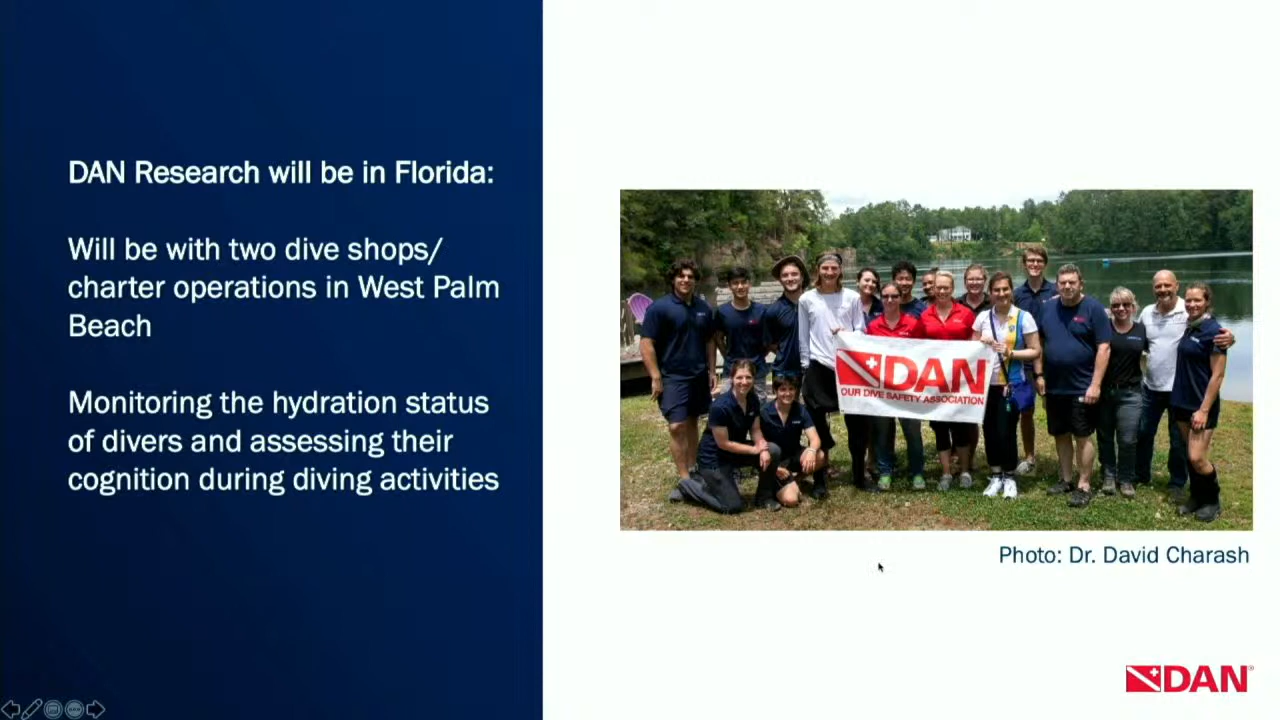 DAN Research will be in Florida:
Will be with two dive shops/
charter operations in West Palm
Beach
Monitoring the hydration status
of divers and assessing their
cognition during diving activities
DAN
OUR DIVE SAFETY ASSOCIATION
Photo: Dr. David Charash
DAN